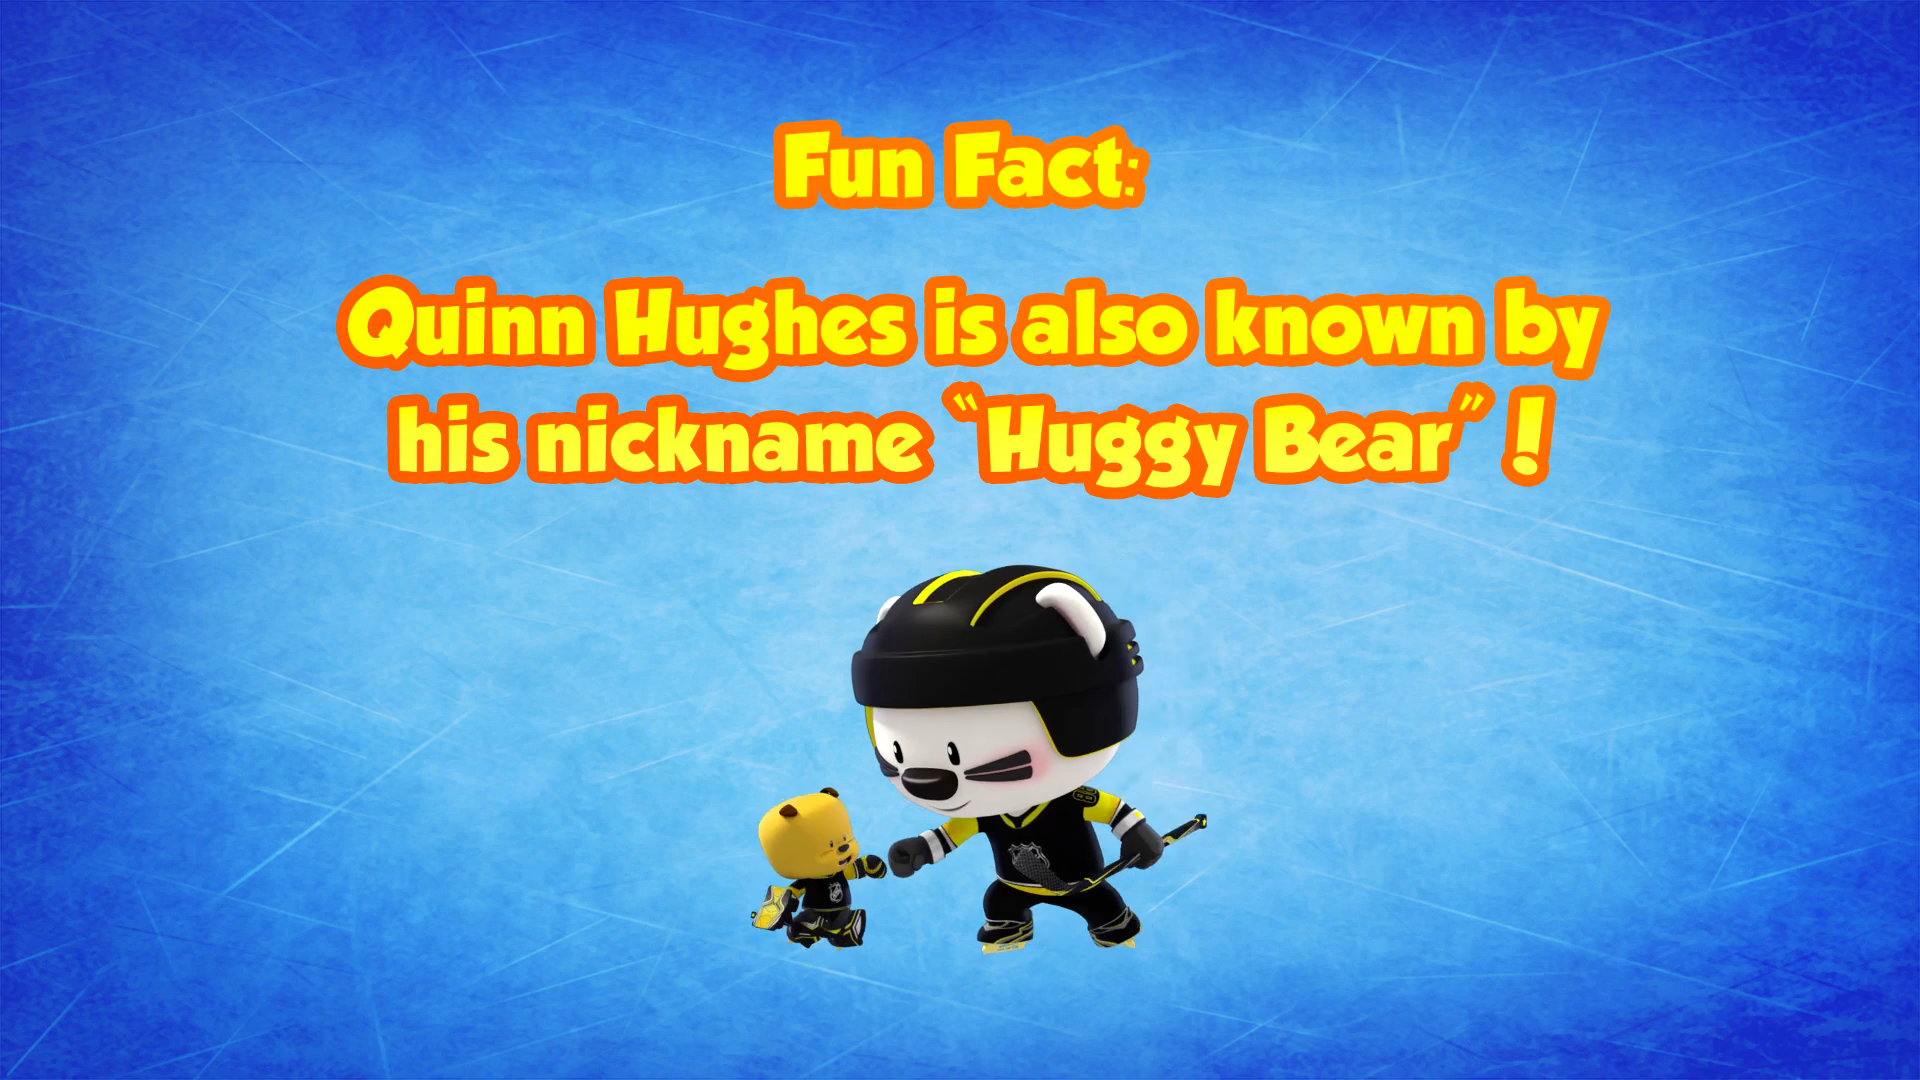 Fun Fact:
Quinn Hughes is also known by
his nickname "Huggy Bear" !